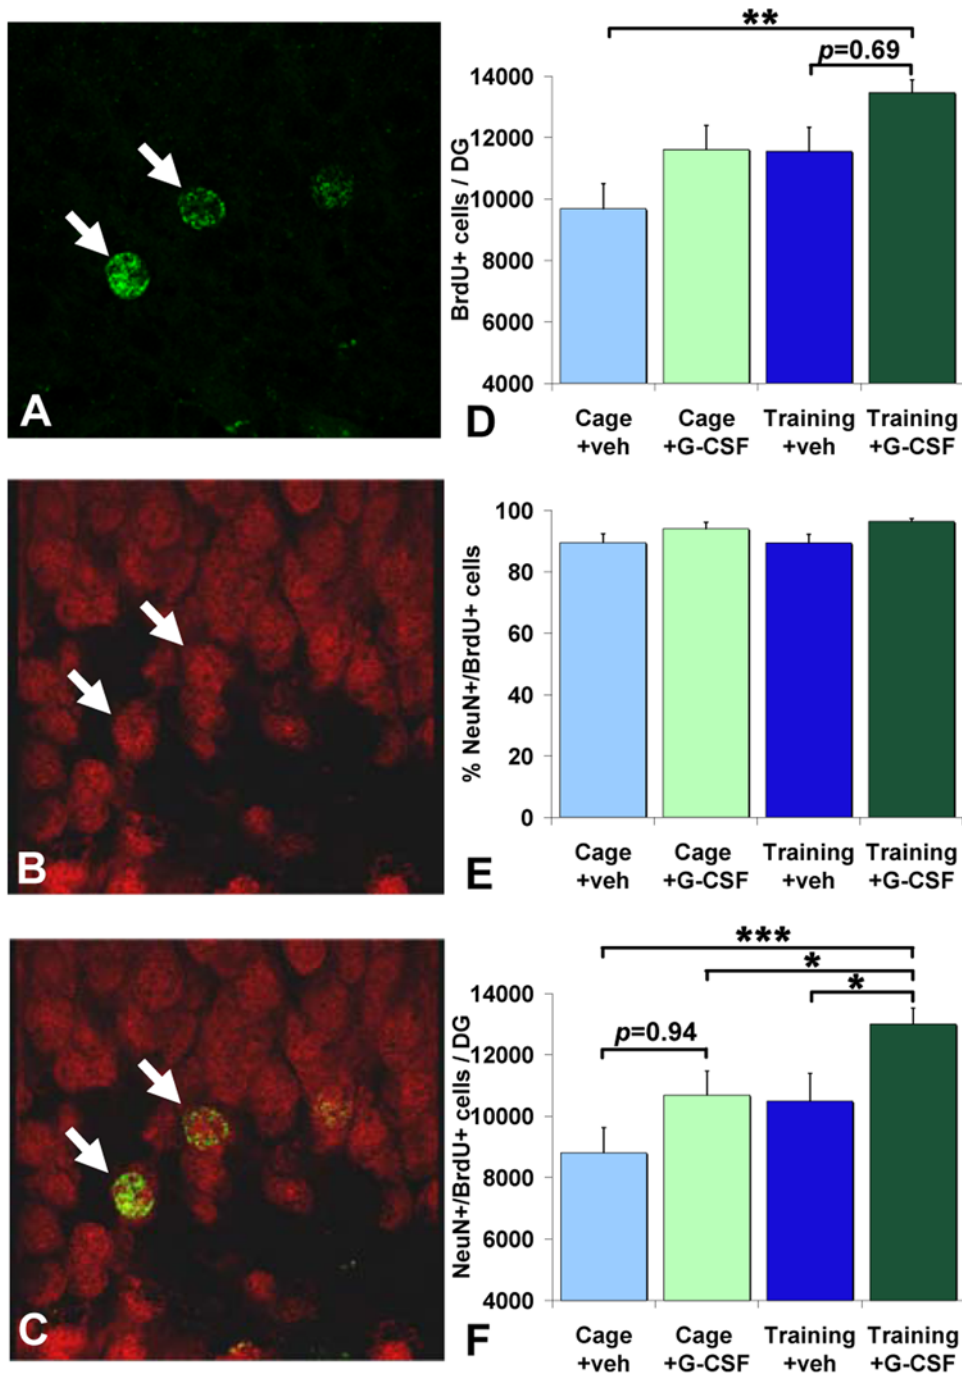 A
B
C
**
p=0.69
14000
12000
10000
8000
6000
4000
BrdU+ cells / DG
D
Cage Cage Training Training
+veh +G-CSF +veh +G-CSF
100
80
60
40
20
0
% NeuN+/BrdU+ cells
E
Cage Cage Training Training
+veh +G-CSF +veh +G-CSF
***
*
*
p=0.94
14000
12000
10000
8000
6000
4000
NeuN+/BrdU+ cells / DG
F
Cage Cage Training Training
+veh +G-CSF +veh +G-CSF